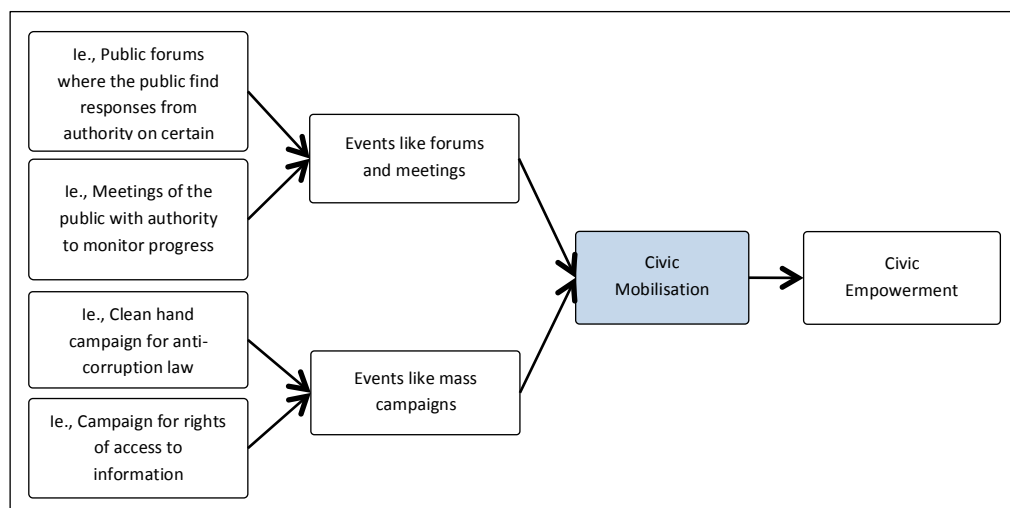 Ie., Public forums
where the public find
responses from
authority on certain
Ie., Meetings of the
public with authority
to monitor progress
Ie., Clean hand
campaign for anti-
corruption law
Ie., Campaign for rights
of access to
information
Events like forums
and meetings
Events like mass
campaigns
Civic
Mobilisation
Civic
Empowerment